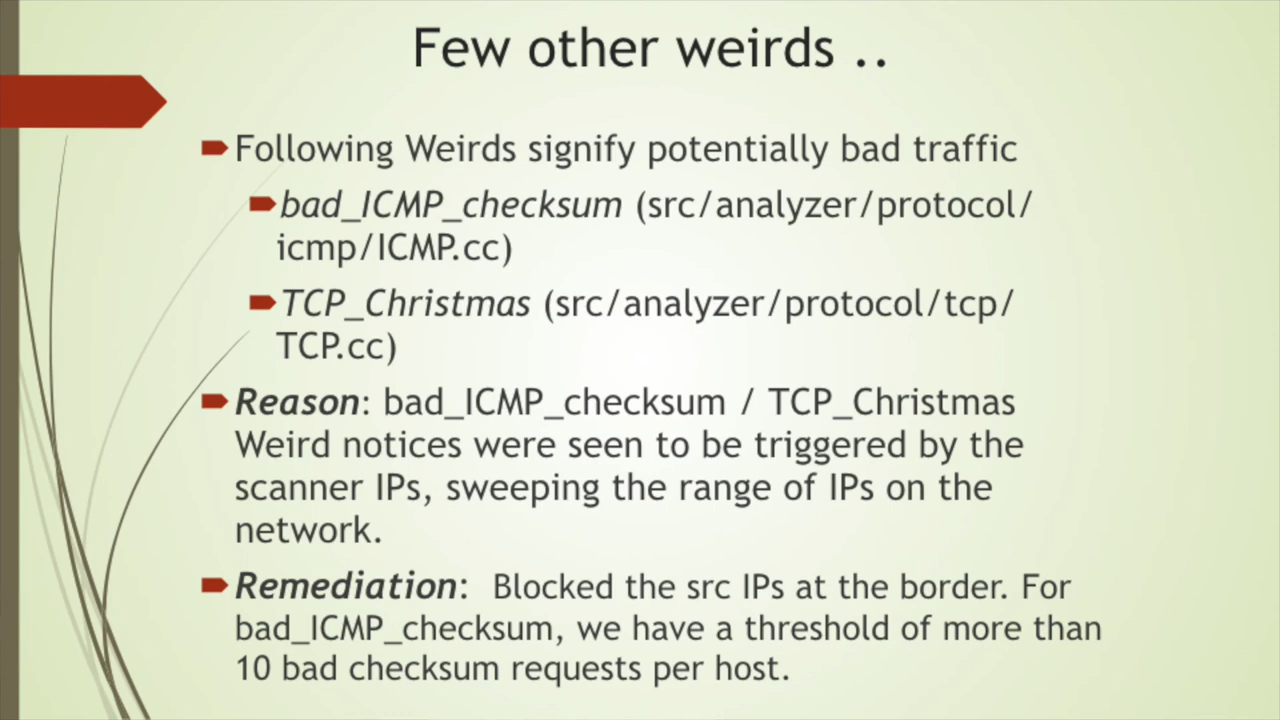 Few other weirds ..
Following Weirds signify potentially bad traffic
bad_ICMP_checksum (src/analyzer/protocol/
icmp/ICMP.cc)
TCP_Christmas (src/analyzer/protocol/tcp/
TCP.cc)
Reason: bad_ICMP_checksum / TCP_Christmas
Weird notices were seen to be triggered by the
scanner IPs, sweeping the range of IPs on the
network.
Remediation:  Blocked the src IPs at the border. For
bad_ICMP_checksum, we have a threshold of more than
10 bad checksum requests per host.